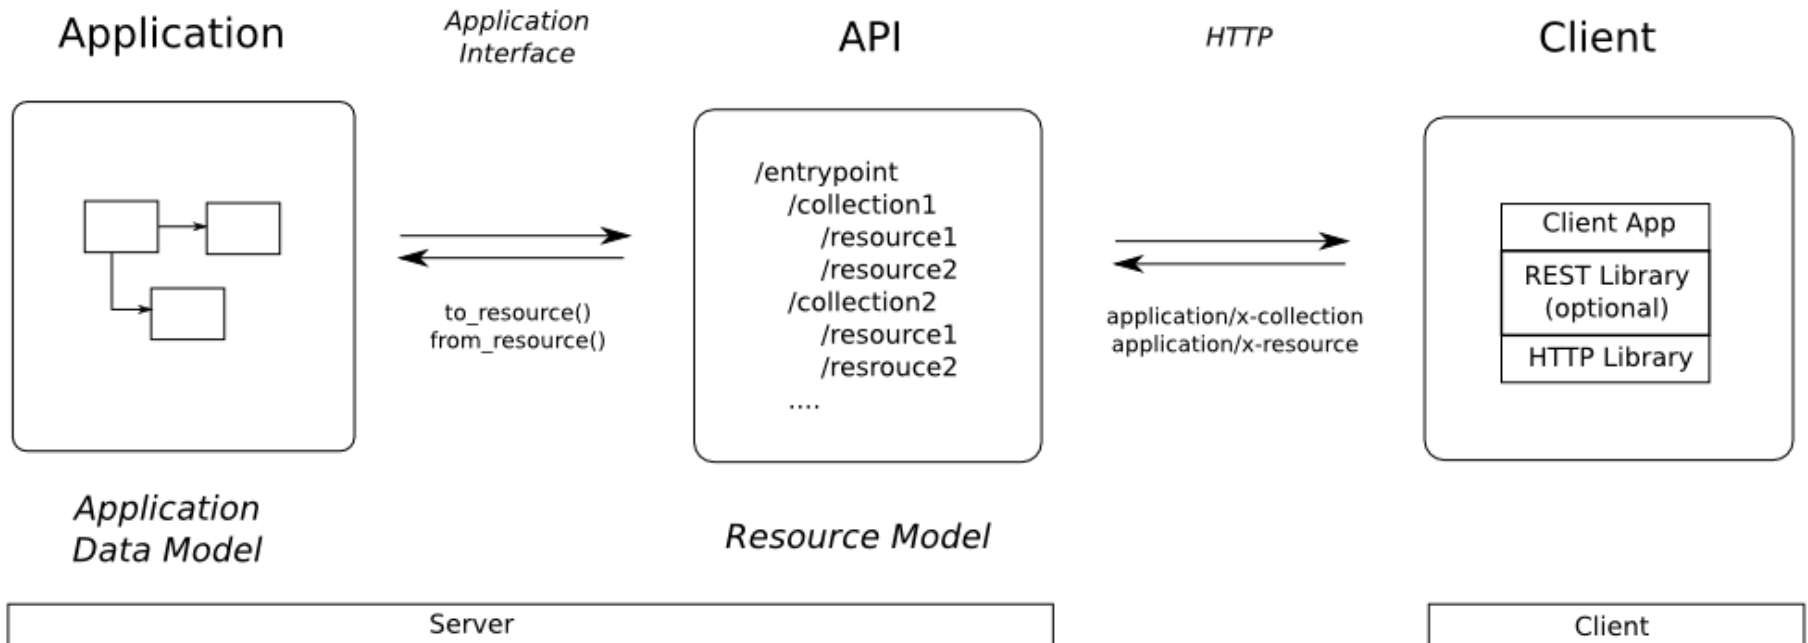 Application
Application
Interface
API
HTTP
Client
/entrypoint
/collection1
/resource1
/resource2
/collection2
/resource1
/resrouce2
....
to_resource()
from_resource()
application/x-collection
application/x-resource
Client App
REST Library
(optional)
HTTP Library
Application
Data Model
Resource Model
Server
Client